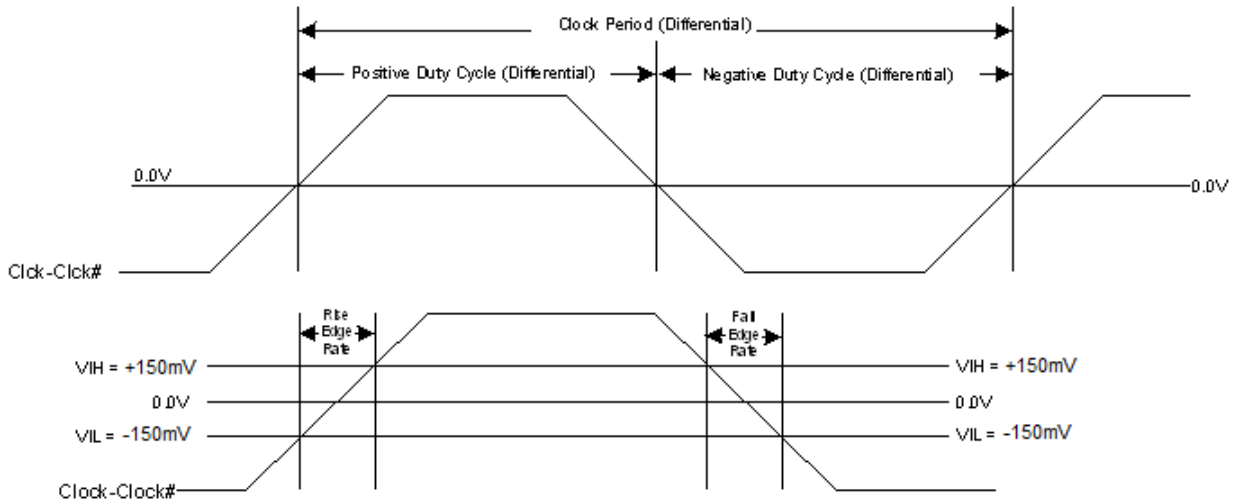 Clock Period (Differential)
Positive Duty Cycle (Differential)
Negative Duty Cycle (Differential)
0.0V
0.0V
Clck-Clck#
Rise
Edge
Rate
Fall
Edge
Rate
VIH = +150mV
VIH = +150mV
0.0V
0.0V
VIL = -150mV
VIL = -150mV
Clock-Clock#